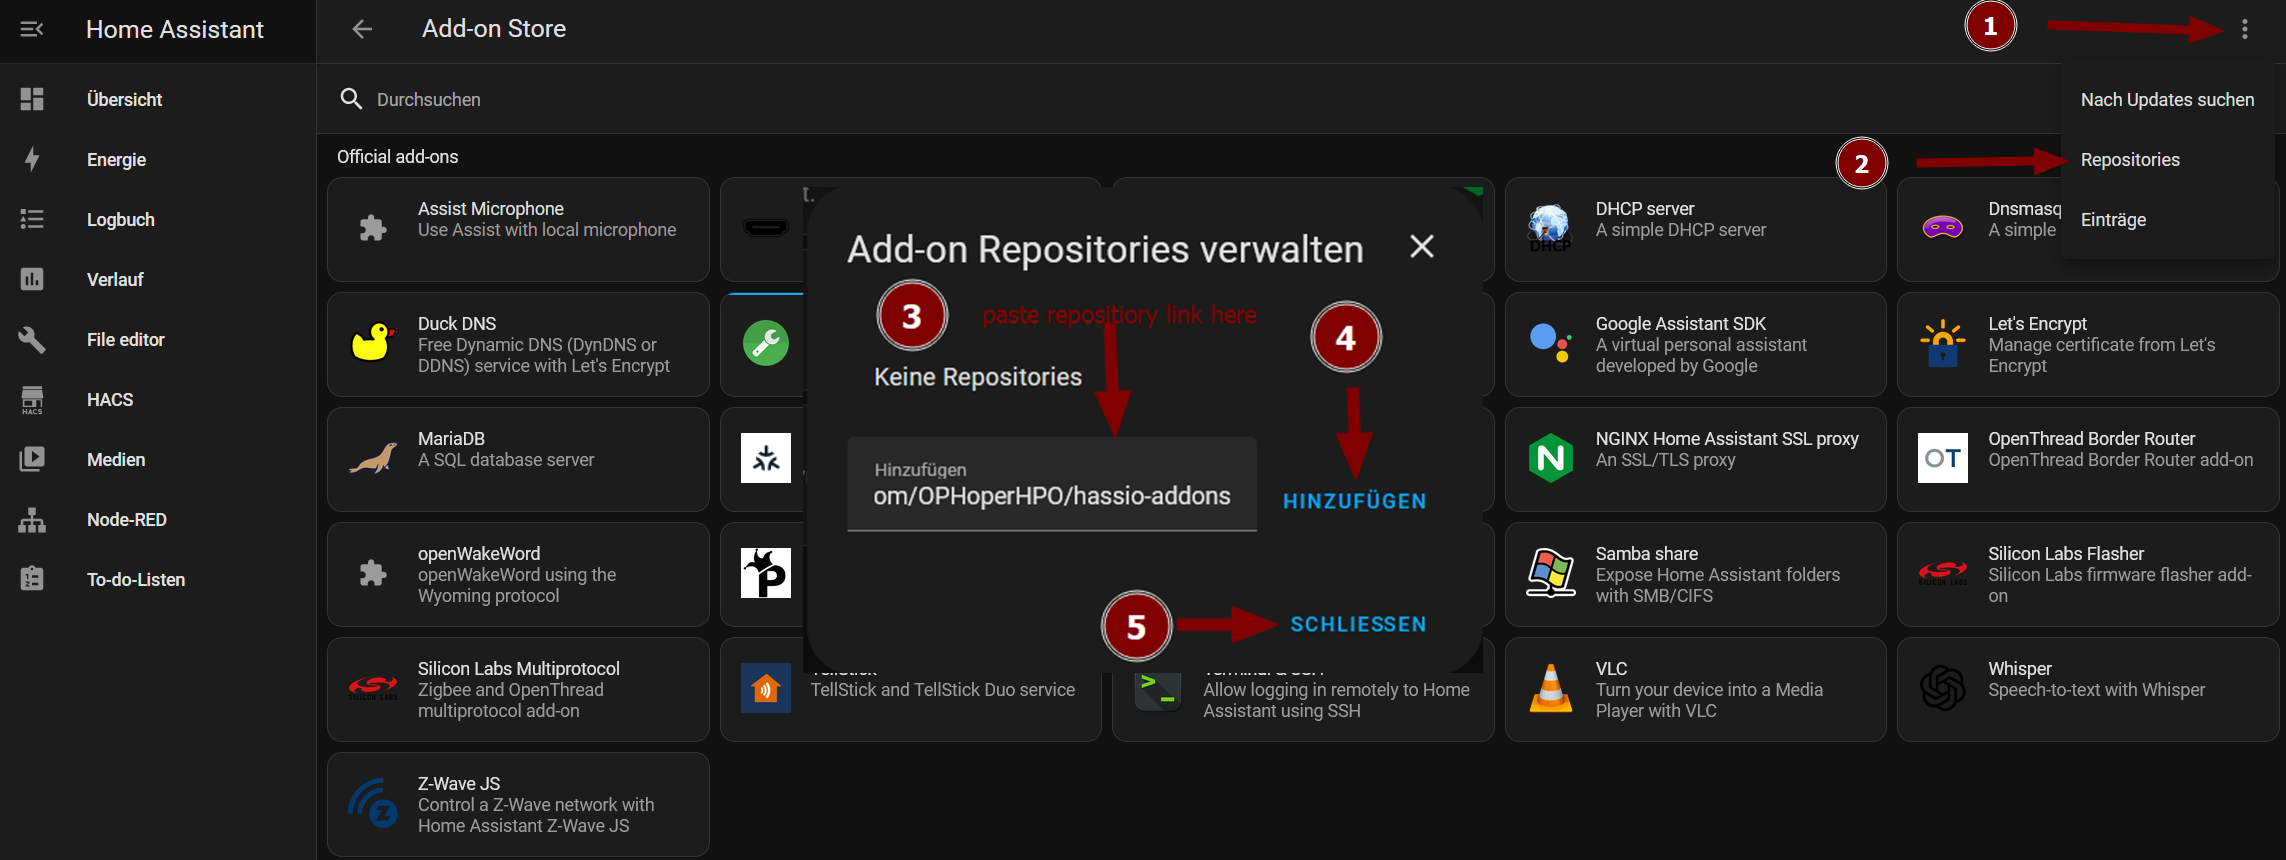 Home Assistant
Add-on Store
1
Durchsuchen
Nach Updates suchen
Repositories
Einträge
2
Übersicht
Energie
Logbuch
Verlauf
File editor
HACS
HACS
Medien
Node-RED
To-do-Listen
Official add-ons
Assist Microphone
Use Assist with local microphone
t.
DHCP
DHCP server
A simple DHCP server
Dnsmasq
A simple
Duck DNS
Free Dynamic DNS (DynDNS or
DDNS) service with Let's Encrypt
Google Assistant SDK
A virtual personal assistant
developed by Google
Let's Encrypt
Manage certificate from Let's
Encrypt
MariaDB
A SQL database server
N
NGINX Home Assistant SSL proxy
An SSL/TLS proxy
OT
OpenThread Border Router
OpenThread Border Router add-on
openWakeWord
openWakeWord using the
Wyoming protocol
P
Samba share
Expose Home Assistant folders
with SMB/CIFS
SILICON LABS
Silicon Labs Flasher
Silicon Labs firmware flasher add-
on
SILICON LABS
Silicon Labs Multiprotocol
Zigbee and OpenThread
multiprotocol add-on
TellStick and TellStick Duo service
Allow logging in remotely to Home
Assistant using SSH
VLC
Turn your device into a Media
Player with VLC
Whisper
Speech-to-text with Whisper
Z
Z-Wave JS
Control a Z-Wave network with
Home Assistant Z-Wave JS
Add-on Repositories verwalten
3
paste repositiory link here
4
Keine Repositories
Hinzufügen
om/OPHoperHPO/hassio-addons
HINZUFÜGEN
5
SCHLIESSEN